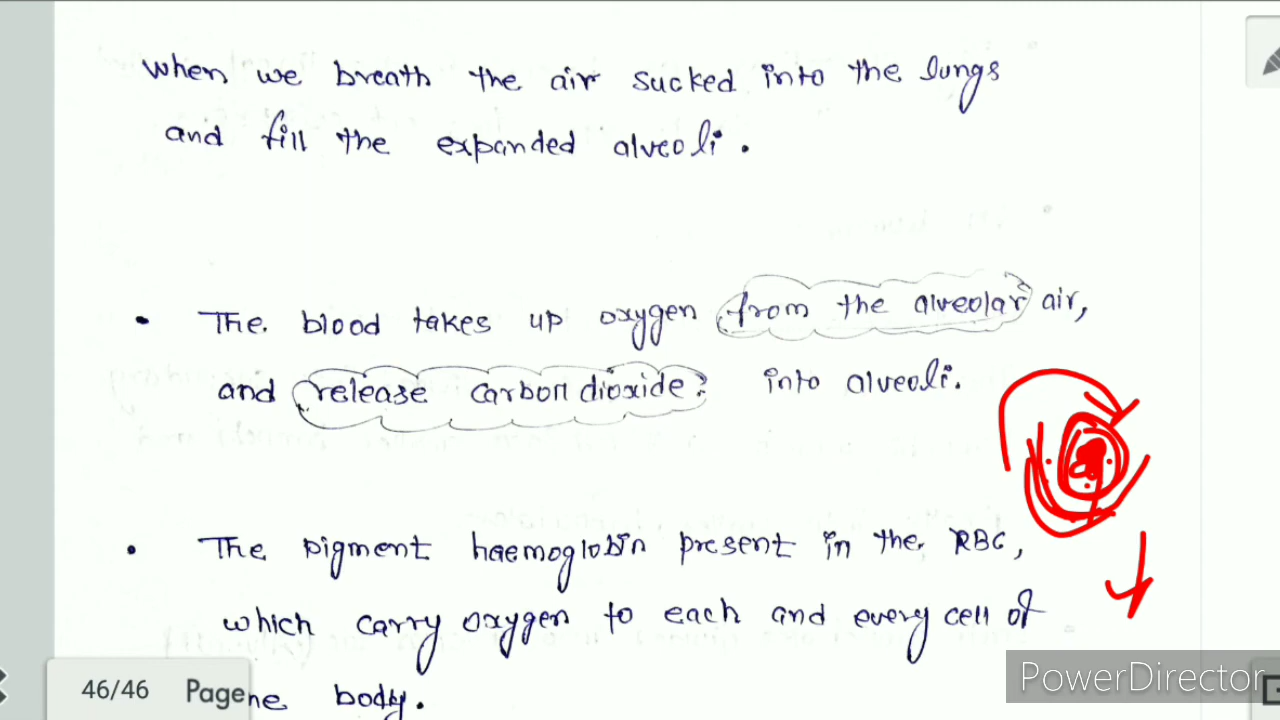 when we breath the air sucked into the lungs
and fill the expanded alveoli.
• The blood takes up oxygen from the alveolar air,
and release carbon dioxide into alveoli.
• The pigment haemoglobin present in the RBC,
which carry oxygen to each and every cell of
body.
46/46 Page
PowerDirector